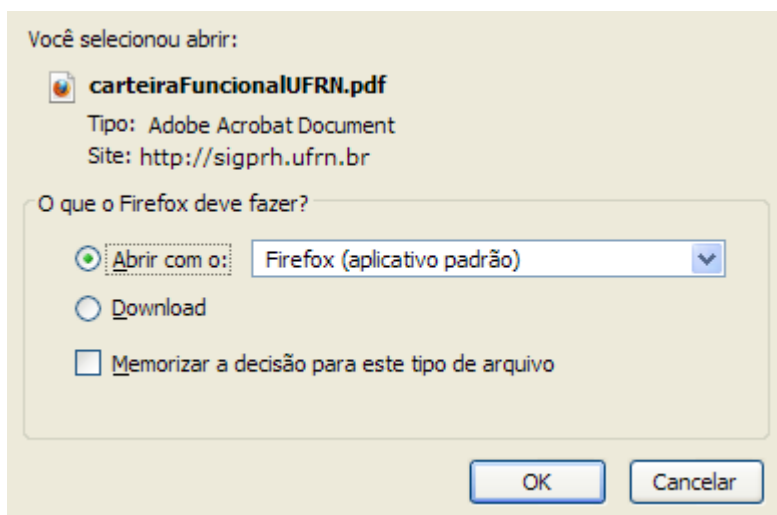 Você selecionou abrir:
carteiraFuncionalUFRN.pdf
Tipo: Adobe Acrobat Document
Site: http://sigprh.ufrn.br
O que o Firefox deve fazer?
Abrir com o: Firefox (aplicativo padrão)
Download
Memorizar a decisão para este tipo de arquivo
OK Cancelar